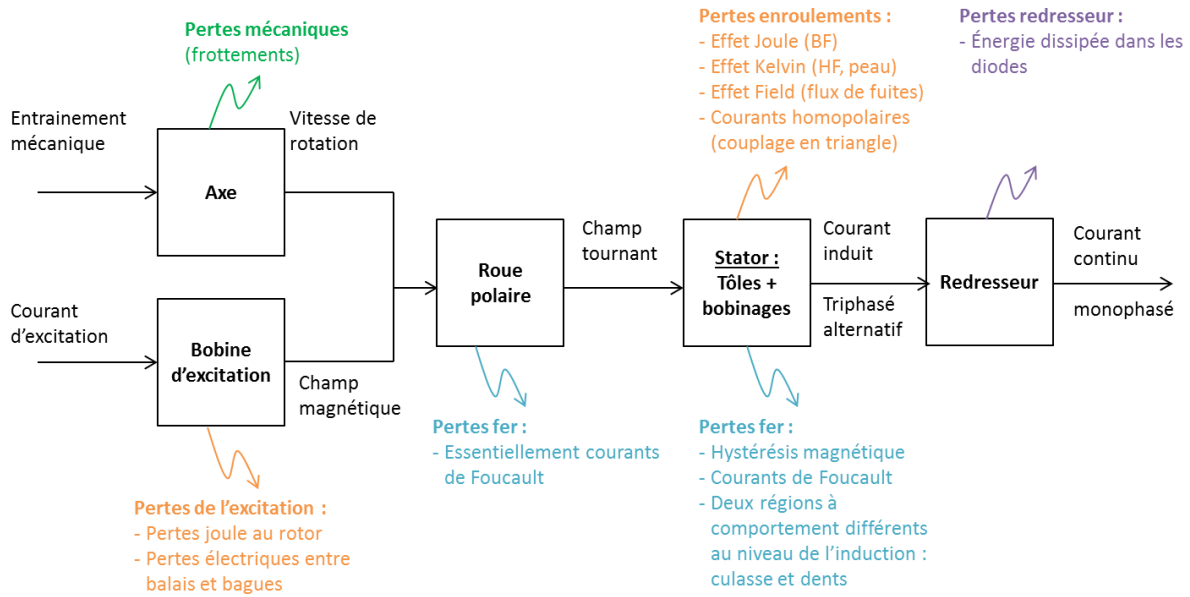 Pertes mécaniques
(frottements)
Pertes enroulements :
- Effet Joule (BF)
- Effet Kelvin (HF, peau)
- Effet Field (flux de fuites)
- Courants homopolaires
(couplage en triangle)
Pertes redresseur :
- Énergie dissipée dans les
diodes
Entrainement
mécanique
Axe
Vitesse de
rotation
Courant
d’excitation
Bobine
d’excitation
Champ
magnétique
Roue
polaire
Champ
tournant
Stator :
Tôles +
bobinages
Courant
induit
Triphasé
alternatif
Redresseur
Courant
continu
monophasé
Pertes de l’excitation :
- Pertes joule au rotor
- Pertes électriques entre
balais et bagues
Pertes fer :
- Essentiellement courants
de Foucault
Pertes fer :
- Hystérésis magnétique
- Courants de Foucault
- Deux régions à
comportement différents
au niveau de l’induction :
culasse et dents